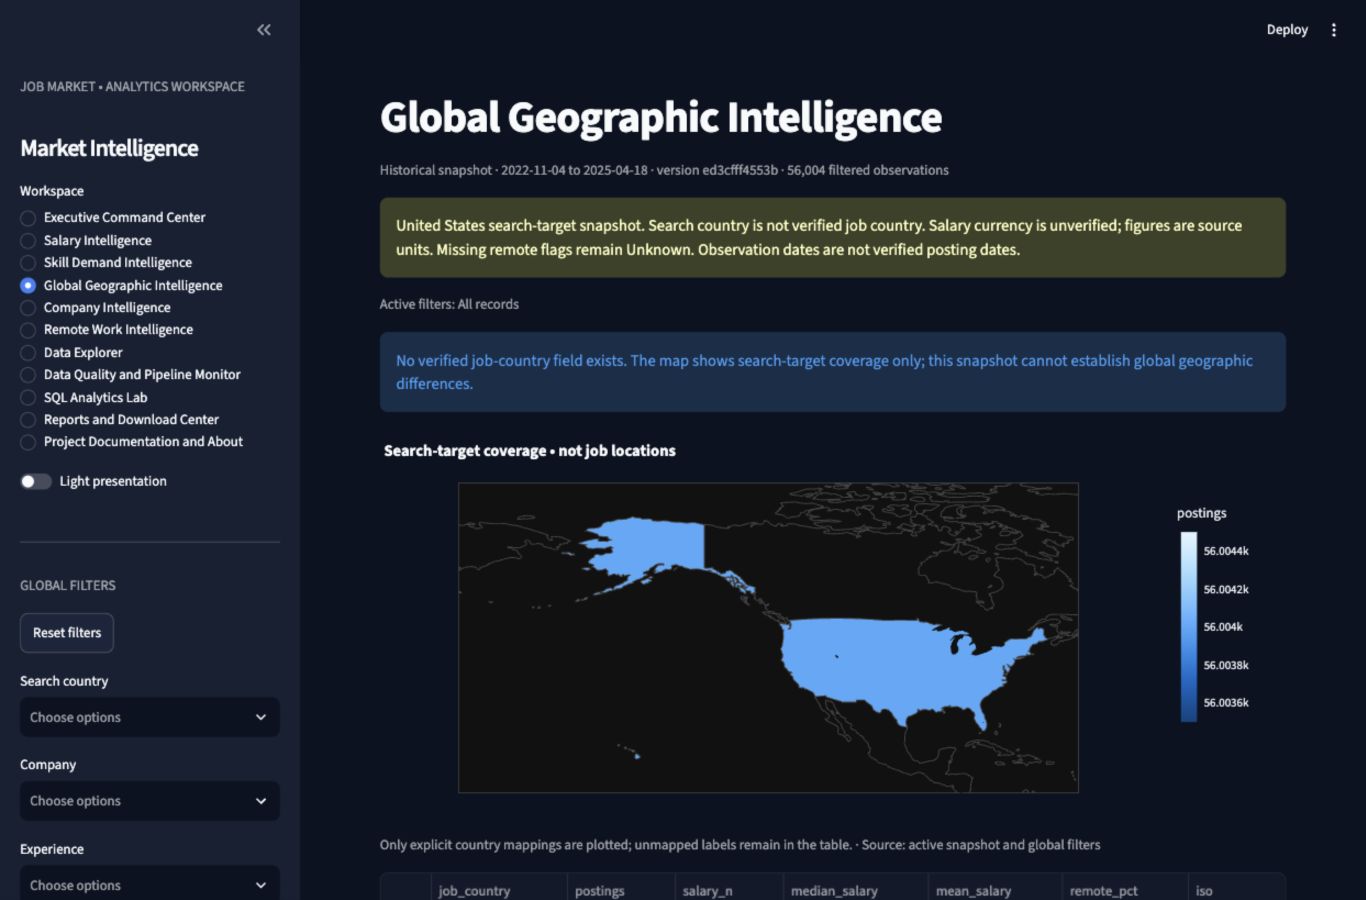 Deploy
JOB MARKET • ANALYTICS WORKSPACE
Market Intelligence
Workspace
Executive Command Center
Salary Intelligence
Skill Demand Intelligence
Global Geographic Intelligence
Company Intelligence
Remote Work Intelligence
Data Explorer
Data Quality and Pipeline Monitor
SQL Analytics Lab
Reports and Download Center
Project Documentation and About
Light presentation
GLOBAL FILTERS
Reset filters
Search country
Choose options
Company
Choose options
Experience
Choose options
Global Geographic Intelligence
Historical snapshot · 2022-11-04 to 2025-04-18 · version ed3cfff4553b · 56,004 filtered observations
United States search-target snapshot. Search country is not verified job country. Salary currency is unverified; figures are source
units. Missing remote flags remain Unknown. Observation dates are not verified posting dates.
Active filters: All records
No verified job-country field exists. The map shows search-target coverage only; this snapshot cannot establish global geographic
differences.
Search-target coverage • not job locations
postings
56.0044k
56.0042k
56.004k
56.0038k
56.0036k
Only explicit country mappings are plotted; unmapped labels remain in the table. · Source: active snapshot and global filters
job_country postings salary_n median_salary mean_salary remote_pct iso